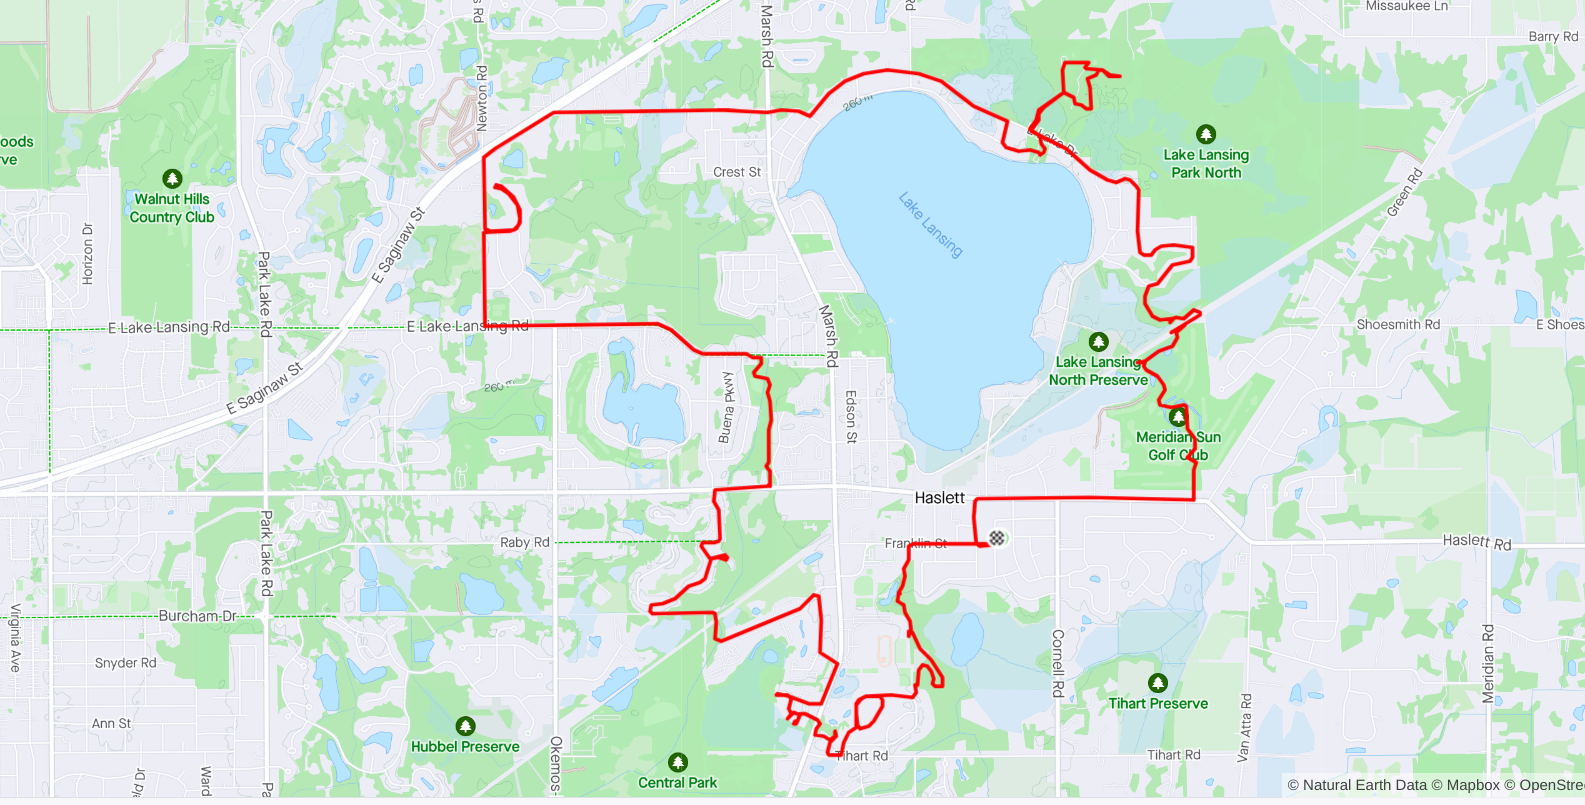 Missaukee Ln
Rd
Marsh Rd
Rd
Barry Rd
Newton Rd
260 m
oods
ve
E Lake Dr
Lake Lansing
Park North
Crest St
Walnut Hills
Country Club
Green Rd
Horizon Dr
E Saginaw St
Lake Lansing
Park Lake Rd
E Lake Lansing Rd
E Lake Lansing Rd
Marsh Rd
Shoesmith Rd
E Shoes
Lake Lansing
North Preserve
E Saginaw St
260 m
Buena Pkwy
Edson St
Meridian Sun
Golf Club
Haslett
Park Lake Rd
Raby Rd
Franklin St
Haslett Rd
Virginia Ave
Burcham Dr
Snyder Rd
Cornell Rd
Meridian Rd
Ann St
Hubbel Preserve
Tihart Preserve
Van Atta Rd
Okemos
Tihart Rd
Tihart Rd
Central Park
eld Dr
Ward
Pa
© Natural Earth Data © Mapbox © OpenStre